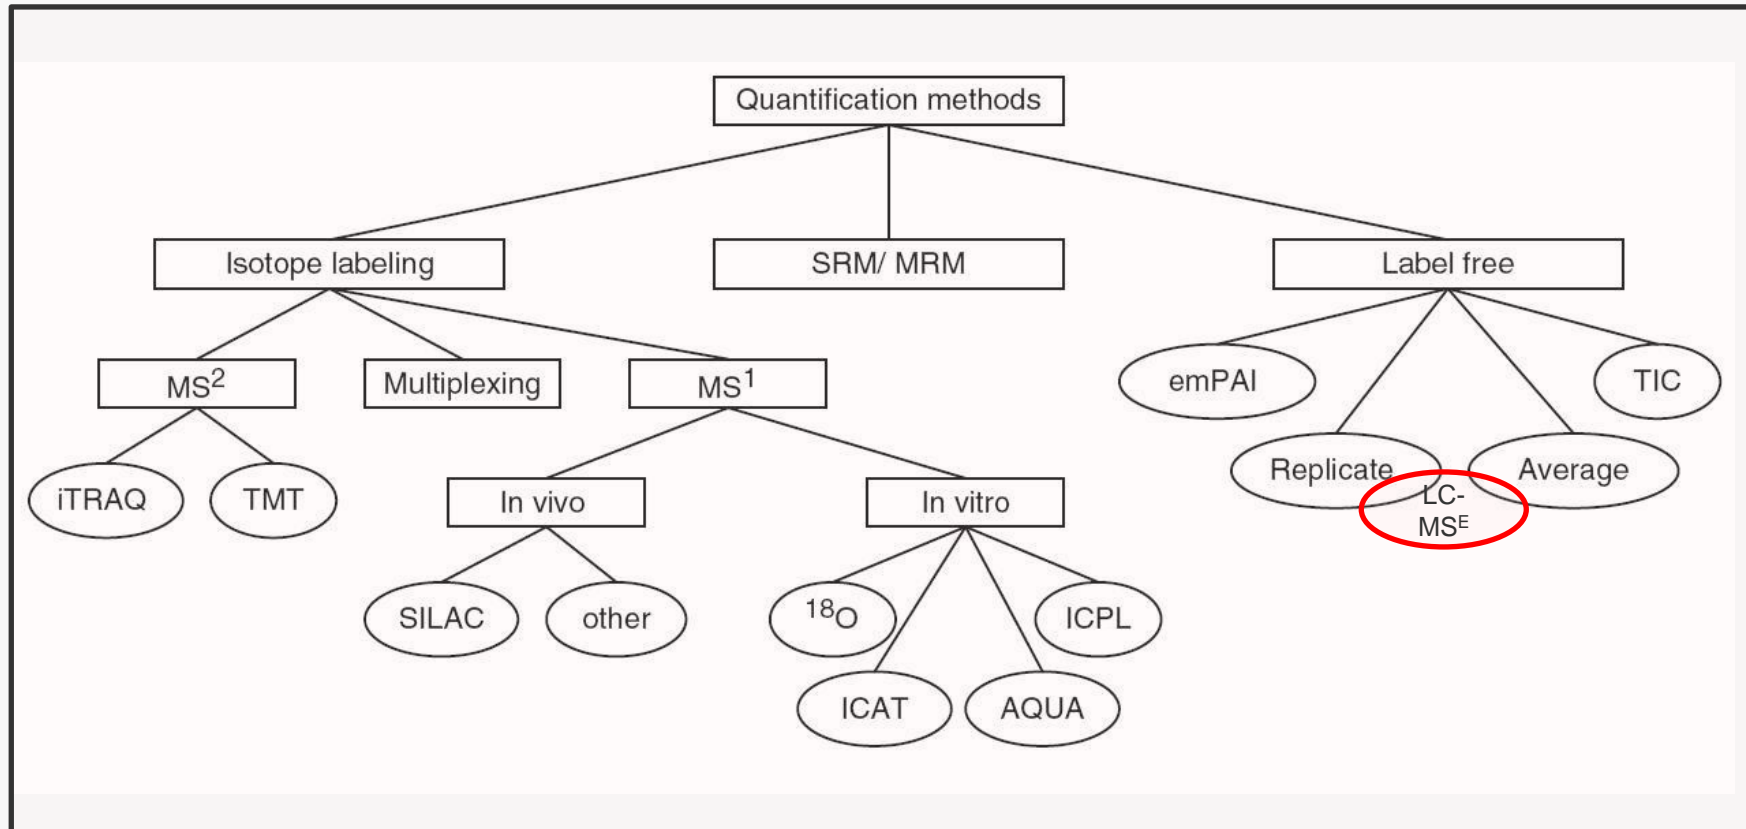 Quantification methods
Isotope labeling
SRM/ MRM
Label free
MS²
Multiplexing
MS¹
emPAI
TIC
iTRAQ
TMT
In vivo
In vitro
Replicate
Average
LC-
MSᴱ
SILAC
other
¹⁸O
ICPL
ICAT
AQUA